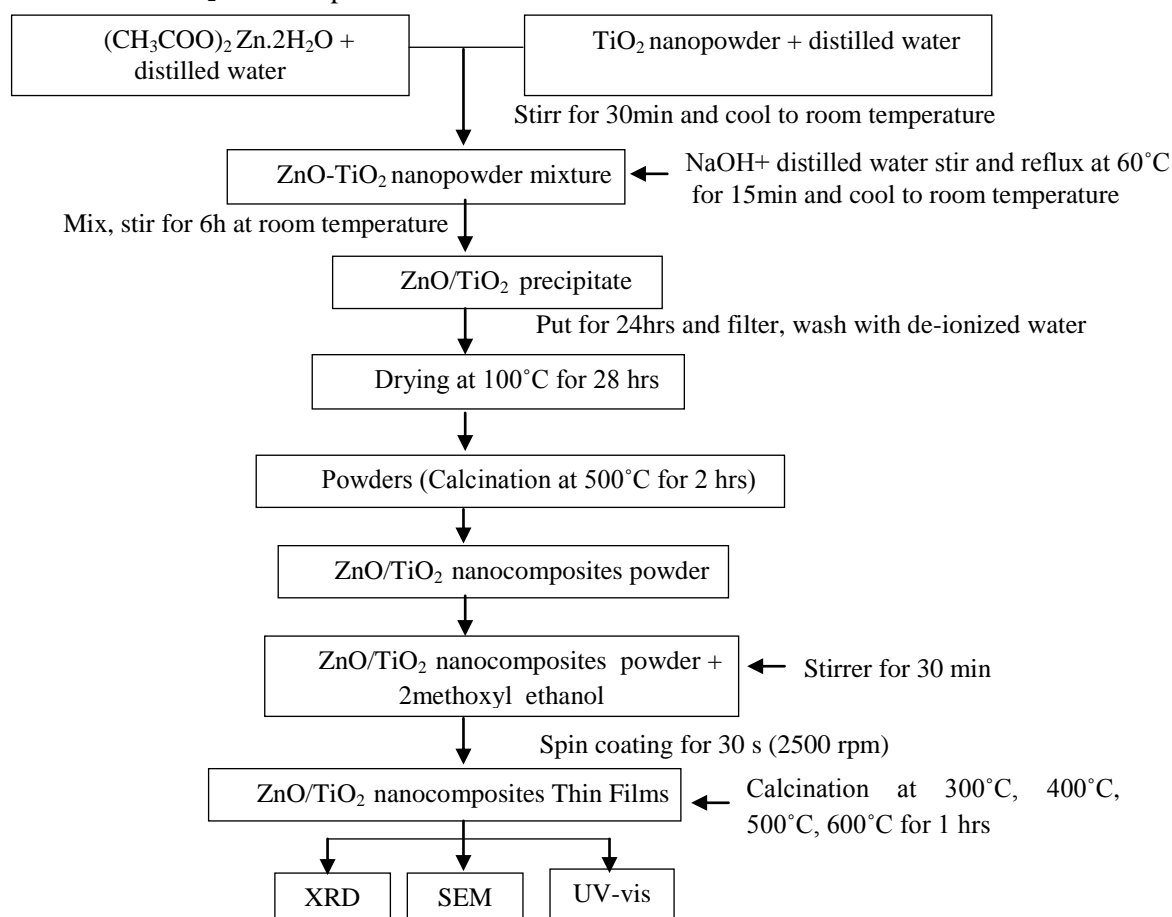 (CH₃COO)₂ Zn.2H₂O +
distilled water
TiO₂ nanopowder + distilled water
Stirr for 30min and cool to room temperature
ZnO-TiO₂ nanopowder mixture
NaOH+ distilled water stir and reflux at 60˚C
for 15min and cool to room temperature
Mix, stir for 6h at room temperature
ZnO/TiO₂ precipitate
Put for 24hrs and filter, wash with de-ionized water
Drying at 100˚C for 28 hrs
Powders (Calcination at 500˚C for 2 hrs)
ZnO/TiO₂ nanocomposites powder
ZnO/TiO₂ nanocomposites powder +
2methoxyl ethanol
Stirrer for 30 min
Spin coating for 30 s (2500 rpm)
ZnO/TiO₂ nanocomposites Thin Films
Calcination at 300˚C, 400˚C,
500˚C, 600˚C for 1 hrs
XRD
SEM
UV-vis